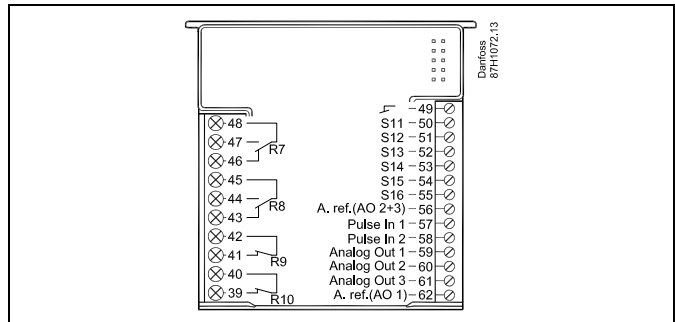 Danfoss
87H1072.13
48
47
46
R7
45
44
43
R8
42
41
R9
40
39
R10
49
S11 - 50
S12 - 51
S13 - 52
S14 - 53
S15 - 54
S16 - 55
A. ref.(AO 2+3) - 56
Pulse In 1 - 57
Pulse In 2 - 58
Analog Out 1 - 59
Analog Out 2 - 60
Analog Out 3 - 61
A. ref.(AO 1) - 62